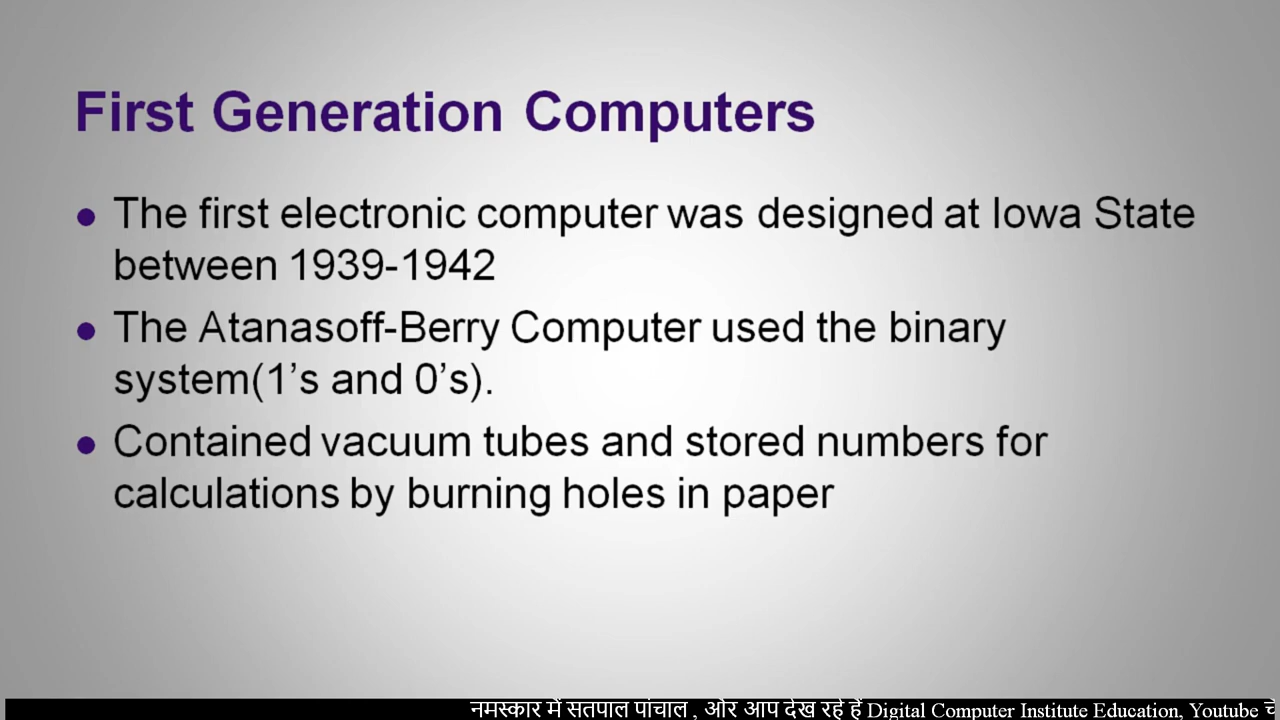 First Generation Computers
The first electronic computer was designed at Iowa State
between 1939-1942
The Atanasoff-Berry Computer used the binary
system(1’s and 0’s).
Contained vacuum tubes and stored numbers for
calculations by burning holes in paper
नमस्कार में सतपाल पांचाल , और आप देख रहे हैं Digital Computer Institute Education, Youtube